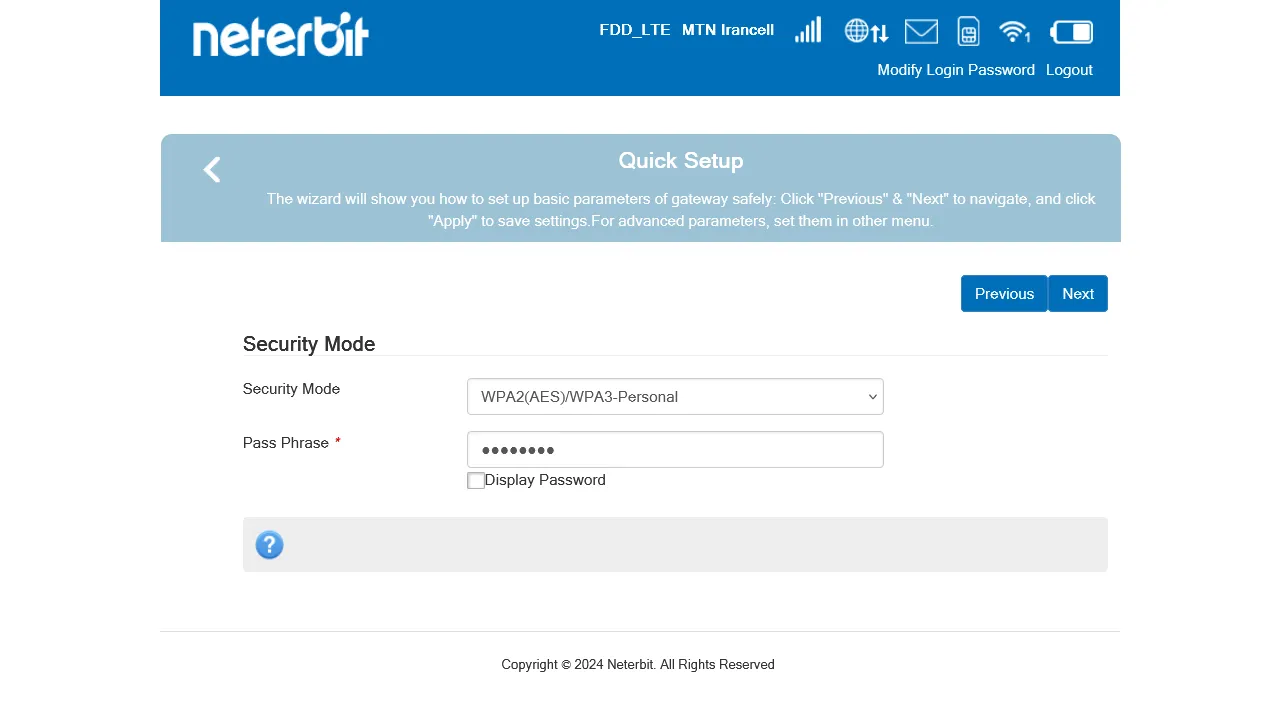 neterbit
FDD_LTE MTN Irancell
1
Modify Login Password Logout
Quick Setup
The wizard will show you how to set up basic parameters of gateway safely: Click "Previous" & "Next" to navigate, and click
"Apply" to save settings.For advanced parameters, set them in other menu.
Previous Next
Security Mode
Security Mode WPA2(AES)/WPA3-Personal
Pass Phrase * ••••••••
Display Password
?
Copyright © 2024 Neterbit. All Rights Reserved